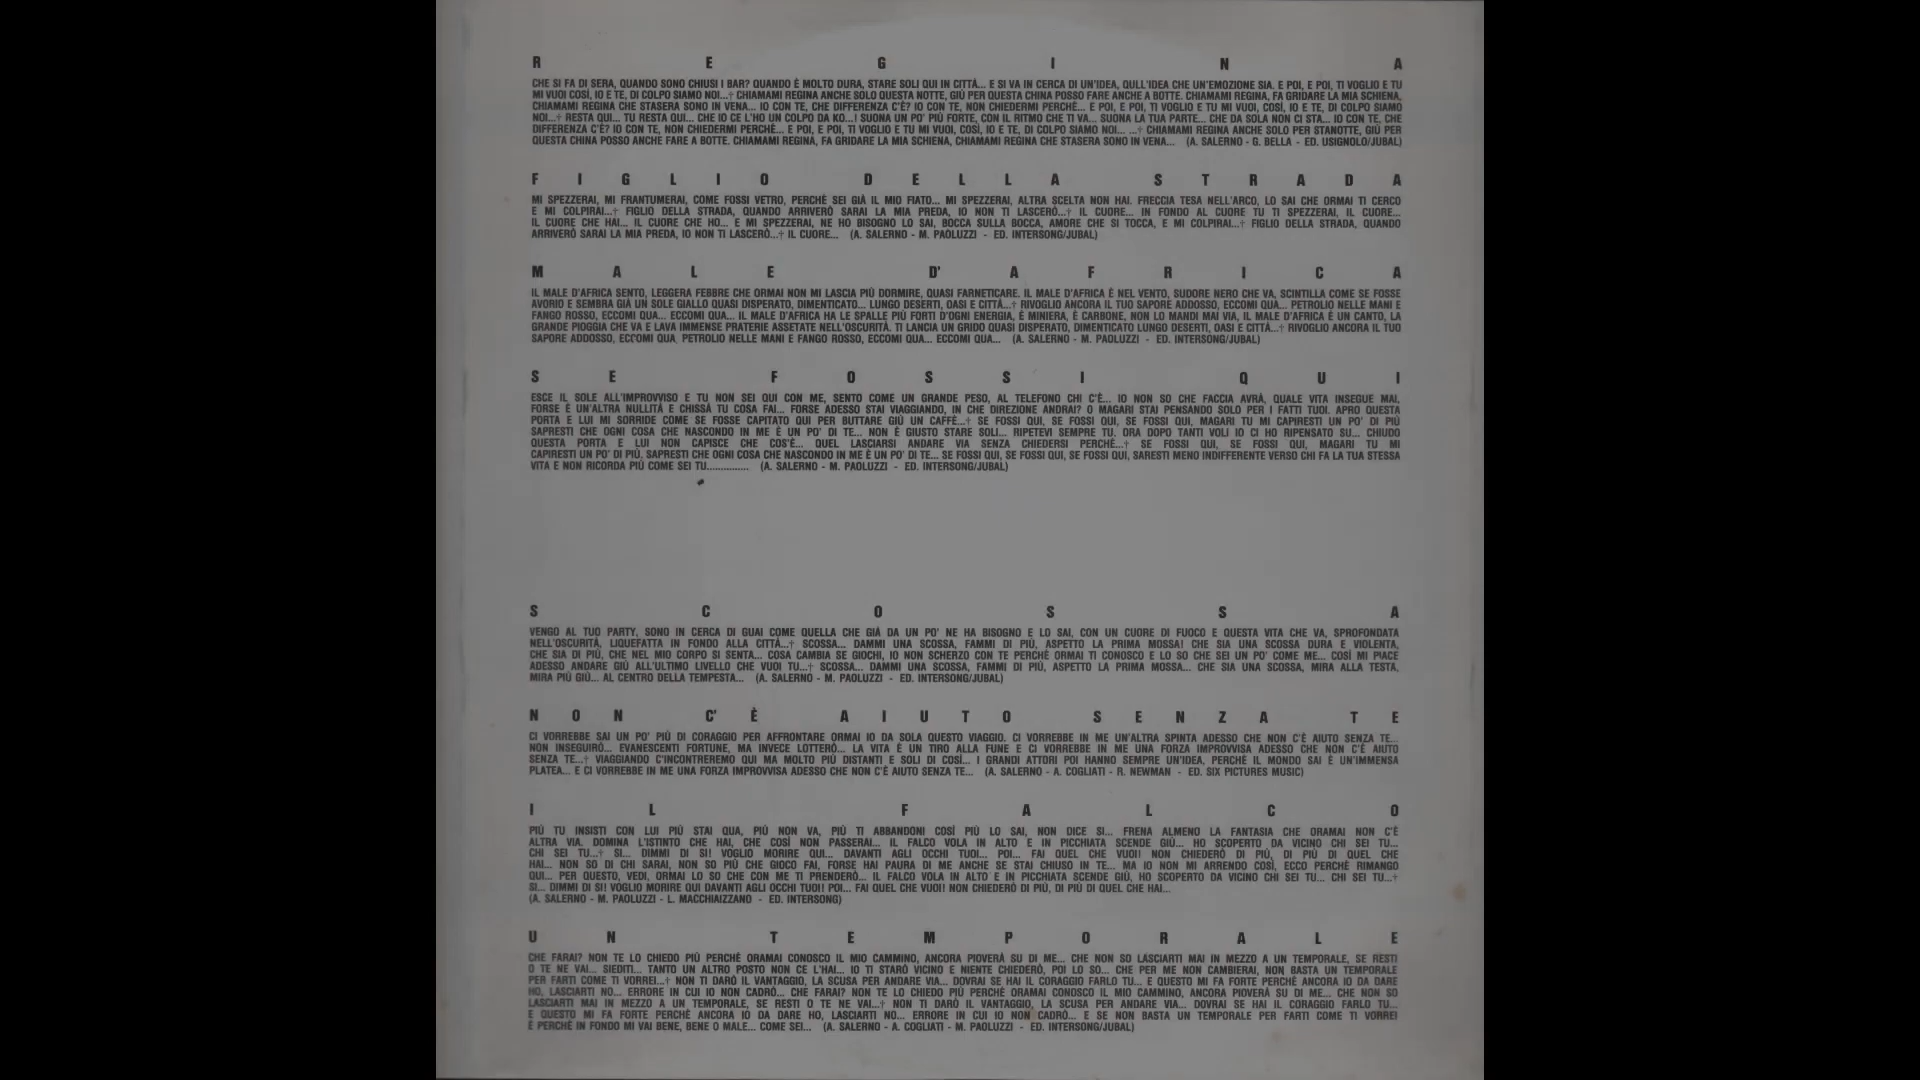 REGINA
CHE SI FA DI SERA, QUANDO SONO CHIUSI I BAR? QUANDO È MOLTO DURA, STARE SOLI QUI IN CITTÀ... E SI VA IN CERCA DI UN'IDEA, QULL'IDEA CHE UN'EMOZIONE SIA. E POI, E POI, TI VOGLIO E TU
MI VUOI COSÌ, IO E TE, DI COLPO SIAMO NOI...† CHIAMAMI REGINA ANCHE SOLO QUESTA NOTTE, GIÙ PER QUESTA CHINA POSSO FARE ANCHE A BOTTE. CHIAMAMI REGINA, FA GRIDARE LA MIA SCHIENA,
CHIAMAMI REGINA CHE STASERA SONO IN VENA... IO CON TE, CHE DIFFERENZA C'È? IO CON TE, NON CHIEDERMI PERCHÈ... E POI, E POI, TI VOGLIO E TU MI VUOI, COSÌ, IO E TE, DI COLPO SIAMO
NOI...† RESTA QUI... TU RESTA QUI... CHE IO CE L'HO UN COLPO DA KO...! SUONA UN PO' PIÙ FORTE, CON IL RITMO CHE TI VA... SUONA LA TUA PARTE... CHE DA SOLA NON CI STA... IO CON TE, CHE
DIFFERENZA C'È? IO CON TE, NON CHIEDERMI PERCHÈ... E POI, E POI, TI VOGLIO E TU MI VUOI, COSÌ, IO E TE, DI COLPO SIAMO NOI... ...† CHIAMAMI REGINA ANCHE SOLO PER STANOTTE, GIÙ PER
QUESTA CHINA POSSO ANCHE FARE A BOTTE. CHIAMAMI REGINA, FA GRIDARE LA MIA SCHIENA, CHIAMAMI REGINA CHE STASERA SONO IN VENA... (A. SALERNO - G. BELLA - ED. USIGNOLO/JUBAL)
FIGLIO DELLA STRADA
MI SPEZZERAI, MI FRANTUMERAI, COME FOSSI VETRO, PERCHÈ SEI GIÀ IL MIO FIATO... MI SPEZZERAI, ALTRA SCELTA NON HAI. FRECCIA TESA NELL'ARCO, LO SAI CHE ORMAI TI CERCO
E MI COLPIRAI...† FIGLIO DELLA STRADA, QUANDO ARRIVERÒ SARAI LA MIA PREDA, IO NON TI LASCERÒ...† IL CUORE... IN FONDO AL CUORE TU TI SPEZZERAI, IL CUORE...
IL CUORE CHE HAI... IL CUORE CHE HO... E MI SPEZZERAI, NE HO BISOGNO LO SAI, BOCCA SULLA BOCCA, AMORE CHE SI TOCCA, E MI COLPIRAI...† FIGLIO DELLA STRADA, QUANDO
ARRIVERÒ SARAI LA MIA PREDA, IO NON TI LASCERÒ...† IL CUORE... (A. SALERNO - M. PAOLUZZI - ED. INTERSONG/JUBAL)
MALE D'AFRICA
IL MALE D'AFRICA SENTO, LEGGERA FEBBRE CHE ORMAI NON MI LASCIA PIÙ DORMIRE, QUASI FARNETICARE. IL MALE D'AFRICA È NEL VENTO, SUDORE NERO CHE VA, SCINTILLA COME SE FOSSE
AVORIO E SEMBRA GIÀ UN SOLE GIALLO QUASI DISPERATO, DIMENTICATO... LUNGO DESERTI, OASI E CITTÀ...† RIVOGLIO ANCORA IL TUO SAPORE ADDOSSO, ECCOMI QUA... PETROLIO NELLE MANI E
FANGO ROSSO, ECCOMI QUA... ECCOMI QUA... IL MALE D'AFRICA HA LE SPALLE PIÙ FORTI D'OGNI ENERGIA, È MINIERA, È CARBONE, NON LO MANDI MAI VIA, IL MALE D'AFRICA È UN CANTO, LA
GRANDE PIOGGIA CHE VA E LAVA IMMENSE PRATERIE ASSETATE NELL'OSCURITÀ. TI LANCIA UN GRIDO QUASI DISPERATO, DIMENTICATO LUNGO DESERTI, OASI E CITTÀ...† RIVOGLIO ANCORA IL TUO
SAPORE ADDOSSO, ECCOMI QUA, PETROLIO NELLE MANI E FANGO ROSSO, ECCOMI QUA... ECCOMI QUA... (A. SALERNO - M. PAOLUZZI - ED. INTERSONG/JUBAL)
SE FOSSI QUI
ESCE IL SOLE ALL'IMPROVVISO E TU NON SEI QUI CON ME, SENTO COME UN GRANDE PESO, AL TELEFONO CHI C'È... IO NON SO CHE FACCIA AVRÀ, QUALE VITA INSEGUE MAI,
FORSE È UN'ALTRA NULLITÀ E CHISSÀ TU COSA FAI... FORSE ADESSO STAI VIAGGIANDO, IN CHE DIREZIONE ANDRAI? O MAGARI STAI PENSANDO SOLO PER I FATTI TUOI. APRO QUESTA
PORTA E LUI MI SORRIDE COME SE FOSSE CAPITATO QUI PER BUTTARE GIÙ UN CAFFÈ...† SE FOSSI QUI, SE FOSSI QUI, SE FOSSI QUI, MAGARI TU MI CAPIRESTI UN PO' DI PIÙ
SAPRESTI CHE OGNI COSA CHE NASCONDO IN ME È UN PO' DI TE... NON È GIUSTO STARE SOLI... RIPETEVI SEMPRE TU, ORA DOPO TANTI VOLI IO CI HO RIPENSATO SU... CHIUDO
QUESTA PORTA E LUI NON CAPISCE CHE COS'È... QUEL LASCIARSI ANDARE VIA SENZA CHIEDERSI PERCHÈ...† SE FOSSI QUI, SE FOSSI QUI, MAGARI TU MI
CAPIRESTI UN PO' DI PIÙ, SAPRESTI CHE OGNI COSA CHE NASCONDO IN ME È UN PO' DI TE... SE FOSSI QUI, SE FOSSI QUI, SE FOSSI QUI, SARESTI MENO INDIFFERENTE VERSO CHI FA LA TUA STESSA
VITA E NON RICORDA PIÙ COME SEI TU.............. (A. SALERNO - M. PAOLUZZI - ED. INTERSONG/JUBAL)
SCOSSA
VENGO AL TUO PARTY, SONO IN CERCA DI GUAI COME QUELLA CHE GIÀ DA UN PO' NE HA BISOGNO E LO SAI, CON UN CUORE DI FUOCO E QUESTA VITA CHE VA, SPROFONDATA
NELL'OSCURITÀ, LIQUEFATTA IN FONDO ALLA CITTÀ...† SCOSSA... DAMMI UNA SCOSSA, FAMMI DI PIÙ, ASPETTO LA PRIMA MOSSA! CHE SIA UNA SCOSSA DURA E VIOLENTA,
CHE SIA DI PIÙ, CHE NEL MIO CORPO SI SENTA... COSA CAMBIA SE GIOCHI, IO NON SCHERZO CON TE PERCHÈ ORMAI TI CONOSCO E LO SO CHE SEI UN PO' COME ME... COSÌ MI PIACE
ADESSO ANDARE GIÙ ALL'ULTIMO LIVELLO CHE VUOI TU...† SCOSSA... DAMMI UNA SCOSSA, FAMMI DI PIÙ, ASPETTO LA PRIMA MOSSA... CHE SIA UNA SCOSSA, MIRA ALLA TESTA,
MIRA PIÙ GIÙ... AL CENTRO DELLA TEMPESTA... (A. SALERNO - M. PAOLUZZI - ED. INTERSONG/JUBAL)
NON C'È AIUTO SENZA TE
CI VORREBBE SAI UN PO' PIÙ DI CORAGGIO PER AFFRONTARE ORMAI IO DA SOLA QUESTO VIAGGIO. CI VORREBBE IN ME UN'ALTRA SPINTA ADESSO CHE NON C'È AIUTO SENZA TE...
NON INSEGUIRÒ... EVANESCENTI FORTUNE, MA INVECE LOTTERÒ... LA VITA È UN TIRO ALLA FUNE E CI VORREBBE IN ME UNA FORZA IMPROVVISA ADESSO CHE NON C'È AIUTO
SENZA TE...† VIAGGIANDO C'INCONTREREMO QUI MA MOLTO PIÙ DISTANTI E SOLI DI COSÌ... I GRANDI ATTORI POI HANNO SEMPRE UN'IDEA, PERCHÈ IL MONDO SAI È UN'IMMENSA
PLATEA... E CI VORREBBE IN ME UNA FORZA IMPROVVISA ADESSO CHE NON C'È AIUTO SENZA TE... (A. SALERNO - A. COGLIATI - R. NEWMAN - ED. SIX PICTURES MUSIC)
IL FALCO
PIÙ TU INSISTI CON LUI PIÙ STAI QUA, PIÙ NON VA, PIÙ TI ABBANDONI COSÌ PIÙ LO SAI, NON DICE SI... FRENA ALMENO LA FANTASIA CHE ORAMAI NON C'È
ALTRA VIA. DOMINA L'ISTINTO CHE HAI, CHE COSÌ NON PASSERAI... IL FALCO VOLA IN ALTO E IN PICCHIATA SCENDE GIÙ... HO SCOPERTO DA VICINO CHI SEI TU...
CHI SEI TU...† SI... DIMMI DI SI! VOGLIO MORIRE QUI... DAVANTI AGLI OCCHI TUOI... POI... FAI QUEL CHE VUOI! NON CHIEDERÒ DI PIÙ, DI PIÙ DI QUEL CHE
HAI... NON SO DI CHI SARAI, NON SO PIÙ CHE GIOCO FAI, FORSE HAI PAURA DI ME ANCHE SE STAI CHIUSO IN TE... MA IO NON MI ARRENDO COSÌ, ECCO PERCHÈ RIMANGO
QUI... PER QUESTO, VEDI, ORMAI LO SO CHE CON ME TI PRENDERÒ... IL FALCO VOLA IN ALTO E IN PICCHIATA SCENDE GIÙ, HO SCOPERTO DA VICINO CHI SEI TU... CHI SEI TU...†
SI... DIMMI DI SI! VOGLIO MORIRE QUI DAVANTI AGLI OCCHI TUOI! POI... FAI QUEL CHE VUOI! NON CHIEDERÒ DI PIÙ, DI PIÙ DI QUEL CHE HAI...
(A. SALERNO - M. PAOLUZZI - L. MACCHIAIZZANO - ED. INTERSONG)
UN TEMPORALE
CHE FARAI? NON TE LO CHIEDO PIÙ PERCHÈ ORAMAI CONOSCO IL MIO CAMMINO, ANCORA PIOVERÀ SU DI ME... CHE NON SO LASCIARTI MAI IN MEZZO A UN TEMPORALE, SE RESTI
O TE NE VAI... SIEDITI... TANTO UN ALTRO POSTO NON CE L'HAI... IO TI STARÒ VICINO E NIENTE CHIEDERÒ, POI LO SO... CHE PER ME NON CAMBIERAI, NON BASTA UN TEMPORALE
PER FARTI COME TI VORREI...† NON TI DARÒ IL VANTAGGIO, LA SCUSA PER ANDARE VIA... DOVRAI SE HAI IL CORAGGIO FARLO TU... E QUESTO MI FA FORTE PERCHÈ ANCORA IO DA DARE
HO, LASCIARTI NO... ERRORE IN CUI IO NON CADRÒ... CHE FARAI? NON TE LO CHIEDO PIÙ PERCHÈ ORAMAI CONOSCO IL MIO CAMMINO, ANCORA PIOVERÀ SU DI ME... CHE NON SO
LASCIARTI MAI IN MEZZO A UN TEMPORALE, SE RESTI O TE NE VAI...† NON TI DARÒ IL VANTAGGIO, LA SCUSA PER ANDARE VIA... DOVRAI SE HAI IL CORAGGIO FARLO TU...
E QUESTO MI FA FORTE PERCHÈ ANCORA IO DA DARE HO, LASCIARTI NO... ERRORE IN CUI IO NON CADRÒ... E SE NON BASTA UN TEMPORALE PER FARTI COME TI VORREI
È PERCHÈ IN FONDO MI VAI BENE, BENE O MALE... COME SEI... (A. SALERNO - A. COGLIATI - M. PAOLUZZI - ED. INTERSONG/JUBAL)